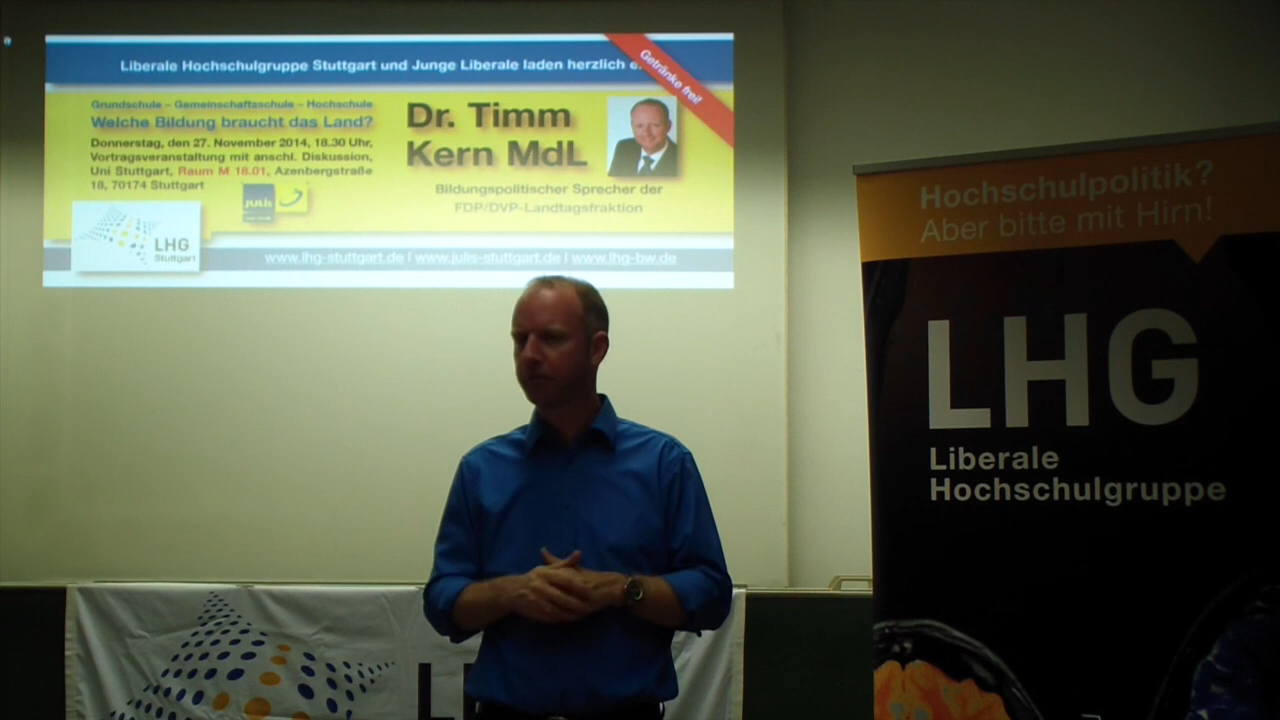 Liberale Hochschulgruppe Stuttgart und Junge Liberale laden herzlich
Getränke frei!
Grundschule – Gemeinschaftsschule – Hochschule
Welche Bildung braucht das Land?
Donnerstag, den 27. November 2014, 18.30 Uhr,
Vortragsveranstaltung mit anschl. Diskussion,
Uni Stuttgart, Raum M 18.01, Azenbergstraße
18, 70174 Stuttgart
Dr. Timm
Kern MdL
Bildungspolitischer Sprecher der
FDP/DVP-Landtagsfraktion
JULIS
LHG
Stuttgart
www.lhg-stuttgart.de I www.julis-stuttgart.de I www.lhg-bw.de
Hochschulpolitik?
Aber bitte mit Hirn!
LHG
Liberale
Hochschulgruppe